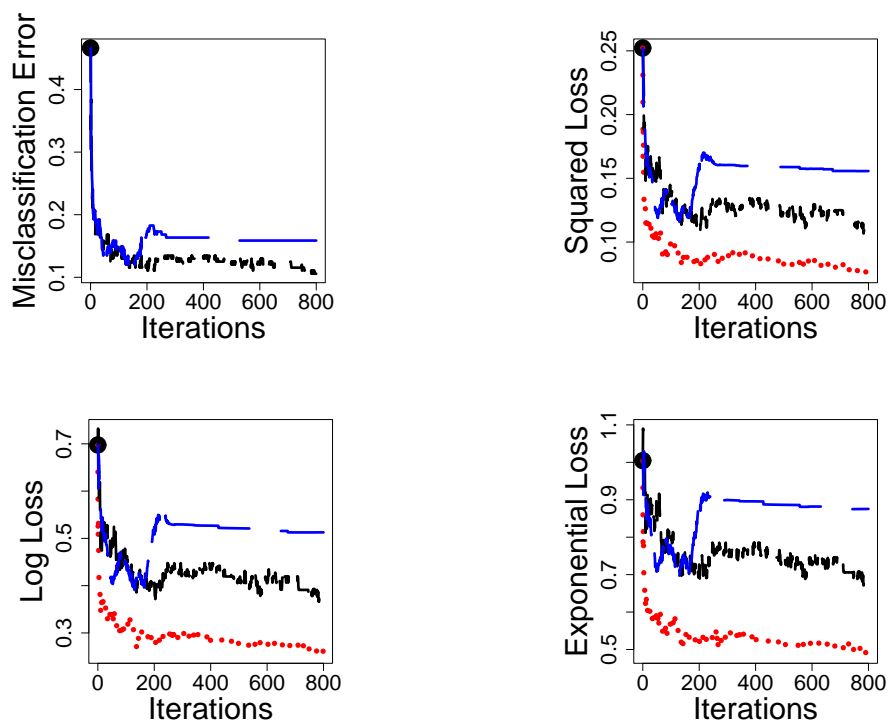 Misclassification Error
0.1 0.2 0.3 0.4
0 200 400 600 800
Iterations
Squared Loss
0.10 0.15 0.20 0.25
0 200 400 600 800
Iterations
Log Loss
0.3 0.5 0.7
0 200 400 600 800
Iterations
Exponential Loss
0.5 0.7 0.9 1.1
0 200 400 600 800
Iterations